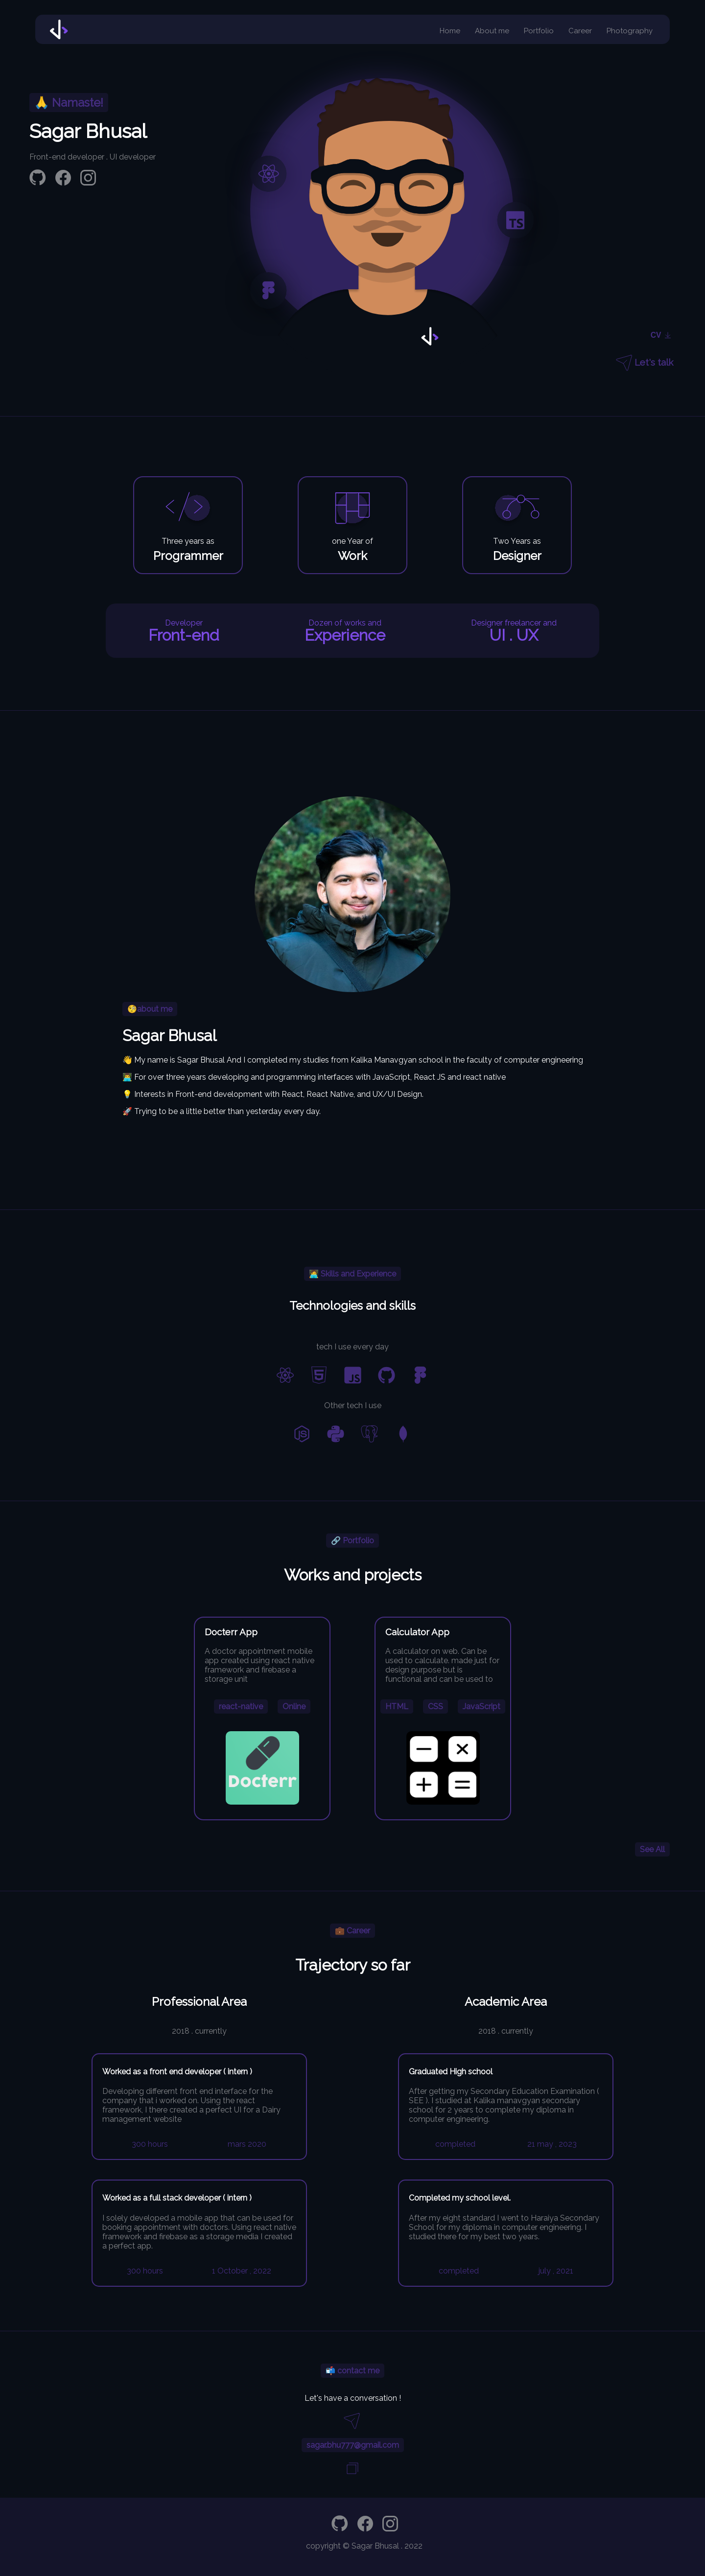 Home About me Portfolio Career Photography
🙏 Namaste!
Sagar Bhusal
Front-end developer . UI developer
TS
CV
Let's talk
Three years as
Programmer
one Year of
Work
Two Years as
Designer
Developer
Front-end
Dozen of works and
Experience
Designer freelancer and
UI . UX
🧐about me
Sagar Bhusal
👋 My name is Sagar Bhusal And I completed my studies from Kalika Manavgyan school in the faculty of computer engineering
👨‍💻 For over three years developing and programming interfaces with JavaScript, React JS and react native
💡 Interests in Front-end development with React, React Native, and UX/UI Design.
🚀 Trying to be a little better than yesterday every day.
🧑‍💻 Skills and Experience
Technologies and skills
tech I use every day
5 JS
Other tech I use
JS
🔗 Portfolio
Works and projects
Docterr App
A doctor appointment mobile
app created using react native
framework and firebase a
storage unit
react-native Online
Docterr
Calculator App
A calculator on web. Can be
used to calculate. made just for
design purpose but is
functional and can be used to
HTML CSS JavaScript
See All
💼 Career
Trajectory so far
Professional Area
2018 . currently
Worked as a front end developer ( intern )
Developing differernt front end interface for the
company that i worked on. Using the react
framework, I there created a perfect UI for a Dairy
management website
300 hours mars 2020
Worked as a full stack developer ( intern )
I solely developed a mobile app that can be used for
booking appointment with doctors. Using react native
framework and firebase as a storage media I created
a perfect app.
300 hours 1 October . 2022
Academic Area
2018 . currently
Graduated High school
After getting my Secondary Education Examination (
SEE ). I studied at Kalika manavgyan secondary
school for 2 years to complete my diploma in
computer engineering.
completed 21 may . 2023
Completed my school level.
After my eight standard I went to Haraiya Secondary
School for my diploma in computer engineering. I
studied there for my best two years.
completed july . 2021
📬 contact me
Let's have a conversation !
sagar.bhu777@gmail.com
copyright © Sagar Bhusal . 2022